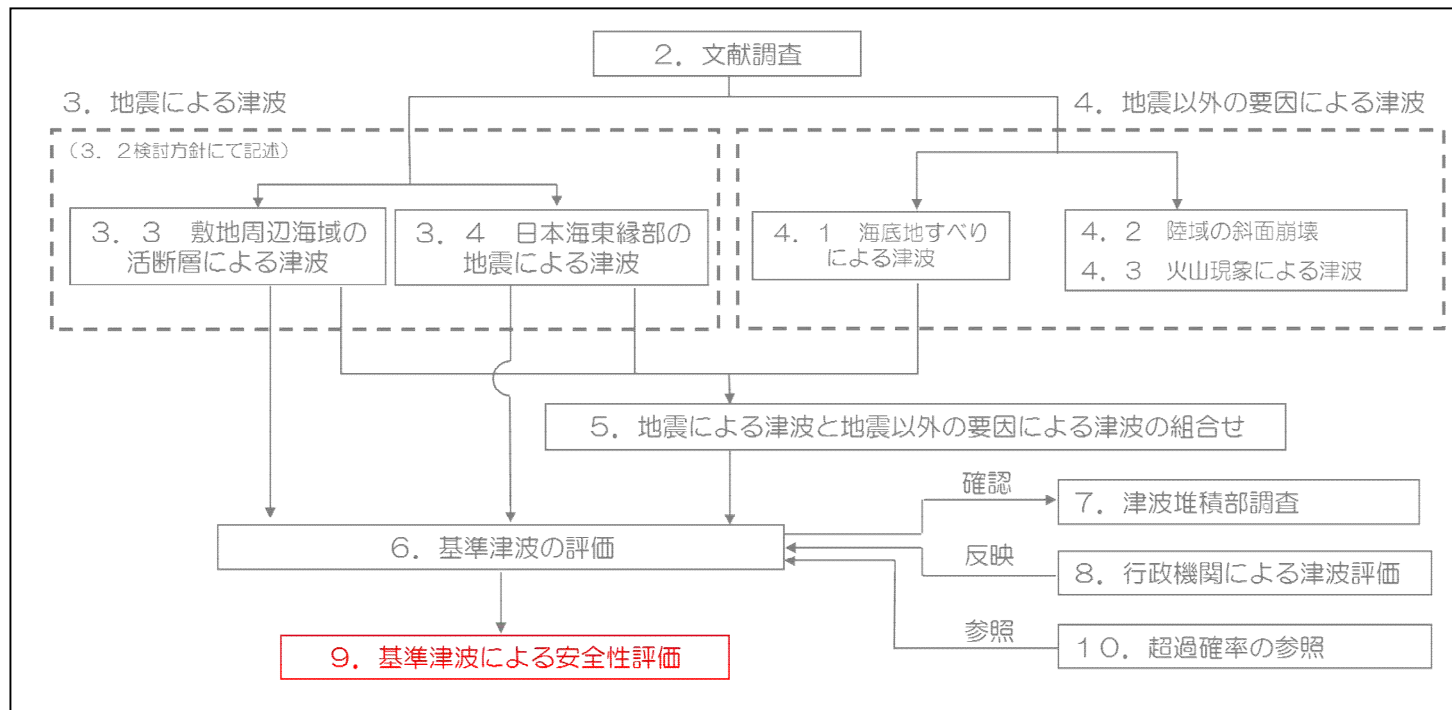 2．文献調査
3．地震による津波
4．地震以外の要因による津波
（3．2検討方針にて記述）
3．3　敷地周辺海域の
活断層による津波
3．4　日本海東縁部の
地震による津波
4．1　海底地すべり
による津波
4．2　陸域の斜面崩壊
4．3　火山現象による津波
5．地震による津波と地震以外の要因による津波の組合せ
確認
7．津波堆積部調査
6．基準津波の評価
反映
8．行政機関による津波評価
参照
10．超過確率の参照
9．基準津波による安全性評価